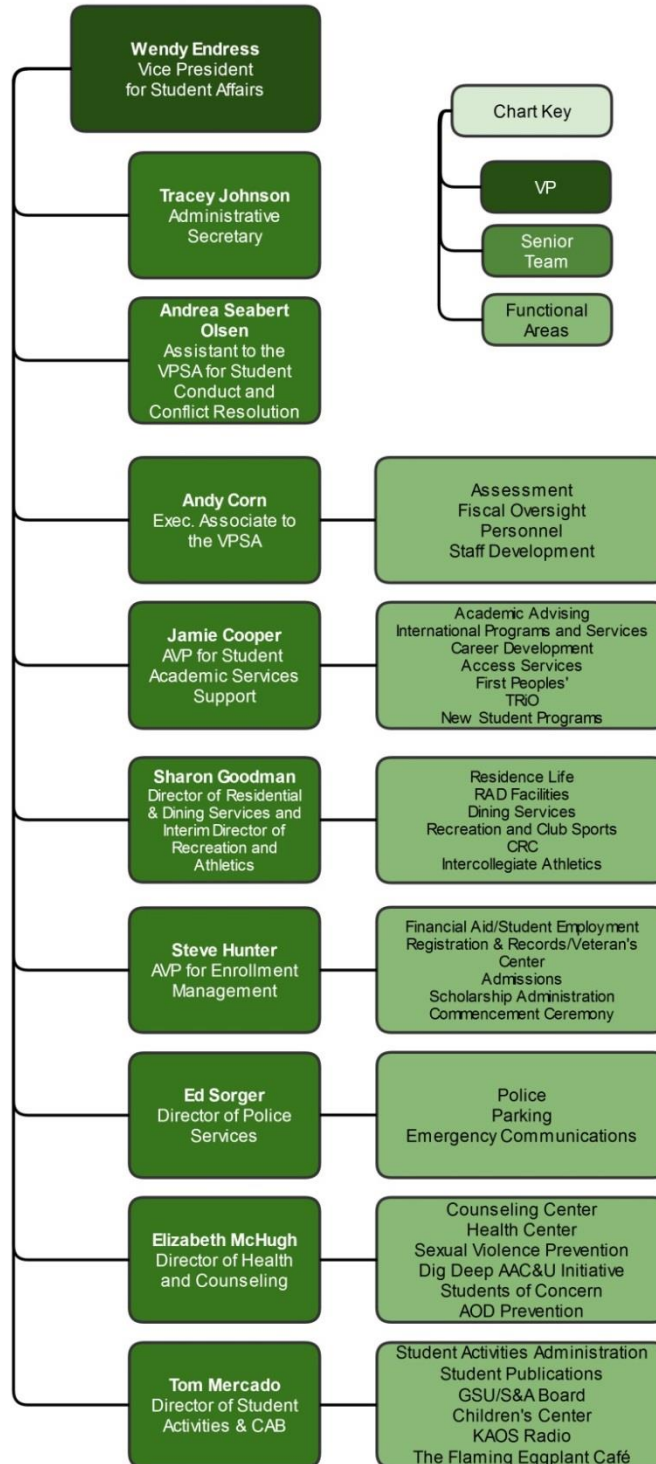 Wendy Endress
Vice President
for Student Affairs
Chart Key
VP
Senior
Team
Functional
Areas
Tracey Johnson
Administrative
Secretary
Andrea Seabert
Olsen
Assistant to the
VPSA for Student
Conduct and
Conflict Resolution
Andy Corn
Exec. Associate to
the VPSA
Assessment
Fiscal Oversight
Personnel
Staff Development
Jamie Cooper
AVP for Student
Academic Services
Support
Academic Advising
International Programs and Services
Career Development
Access Services
First Peoples'
TRiO
New Student Programs
Sharon Goodman
Director of Residential
& Dining Services and
Interim Director of
Recreation and
Athletics
Residence Life
RAD Facilities
Dining Services
Recreation and Club Sports
CRC
Intercollegiate Athletics
Steve Hunter
AVP for Enrollment
Management
Financial Aid/Student Employment
Registration & Records/Veteran's
Center
Admissions
Scholarship Administration
Commencement Ceremony
Ed Sorger
Director of Police
Services
Police
Parking
Emergency Communications
Elizabeth McHugh
Director of Health
and Counseling
Counseling Center
Health Center
Sexual Violence Prevention
Dig Deep AAC&U Initiative
Students of Concern
AOD Prevention
Tom Mercado
Director of Student
Activities & CAB
Student Activities Administration
Student Publications
GSU/S&A Board
Children's Center
KAOS Radio
The Flaming Eggplant Café